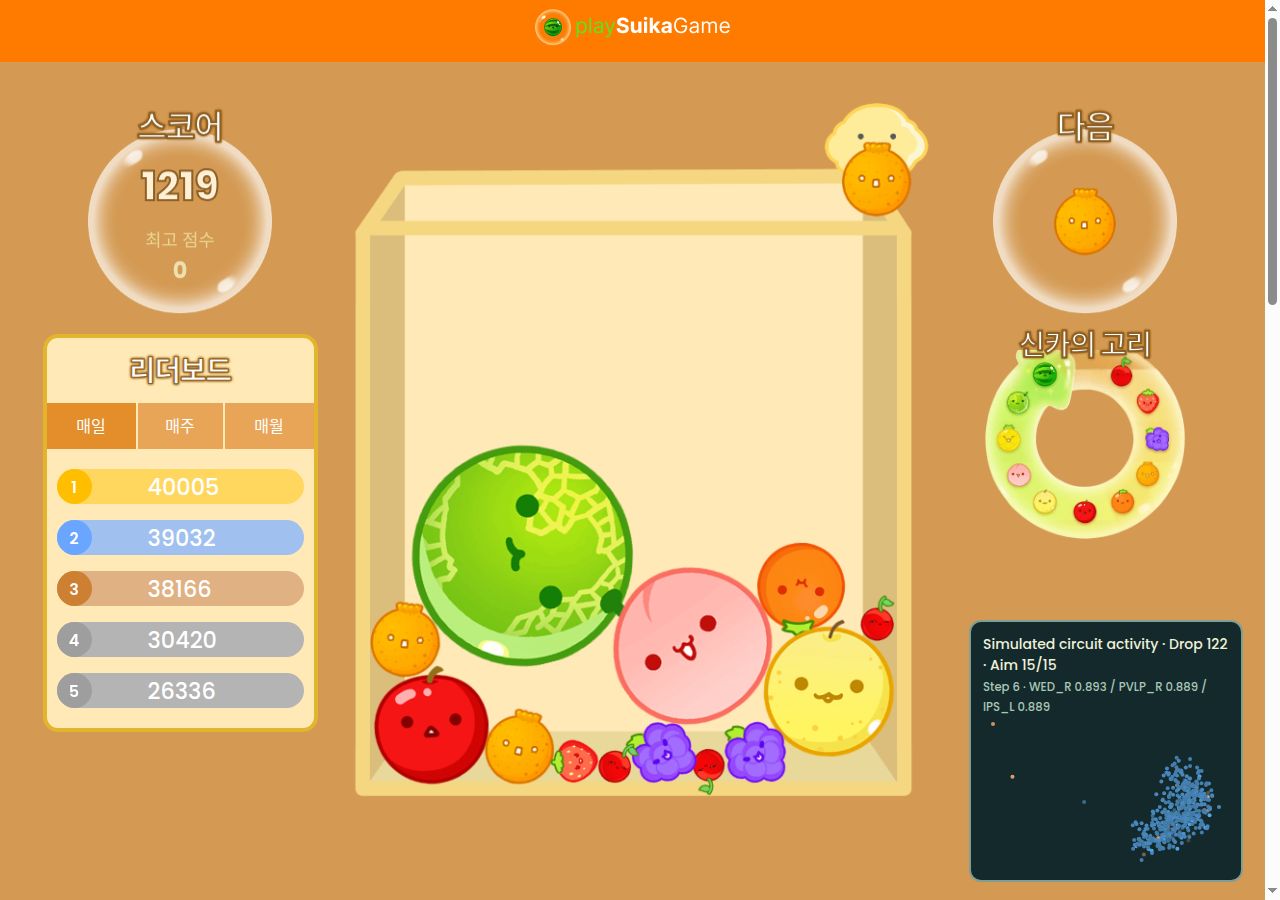 playSuikaGame
스코어
1219
최고 점수
0
다음
신카의 고리
리더보드
매일 매주 매월
1 40005
2 39032
3 38166
4 30420
5 26336
Simulated circuit activity · Drop 122
· Aim 15/15
Step 6 · WED_R 0.893 / PVLP_R 0.889 /
IPS_L 0.889